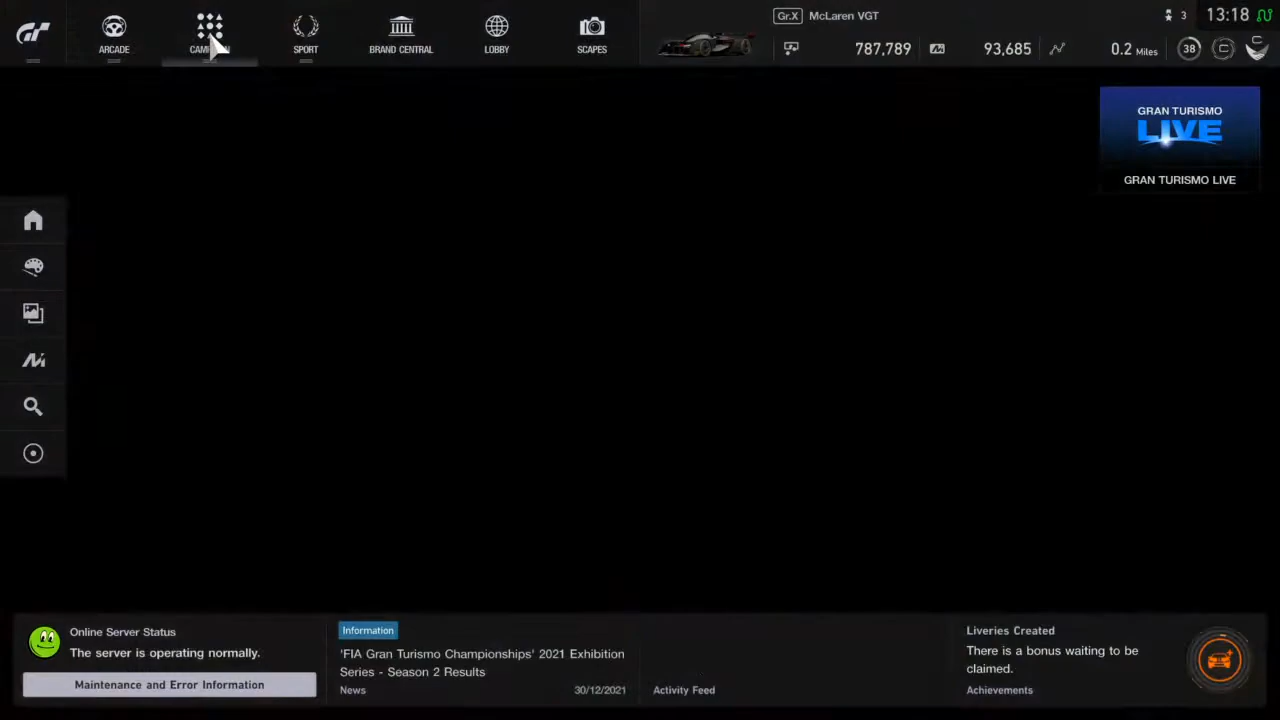 ARCADE
SPORT
BRAND CENTRAL
LOBBY
SCAPES
Gr.X McLaren VGT
3
13:18
787,789
93,685
0.2 Miles
38
C
C
GRAN TURISMO
LIVE
GRAN TURISMO LIVE
Online Server Status
The server is operating normally.
Maintenance and Error Information
Information
'FIA Gran Turismo Championships' 2021 Exhibition
Series - Season 2 Results
News 30/12/2021
Activity Feed
Liveries Created
There is a bonus waiting to be
claimed.
Achievements